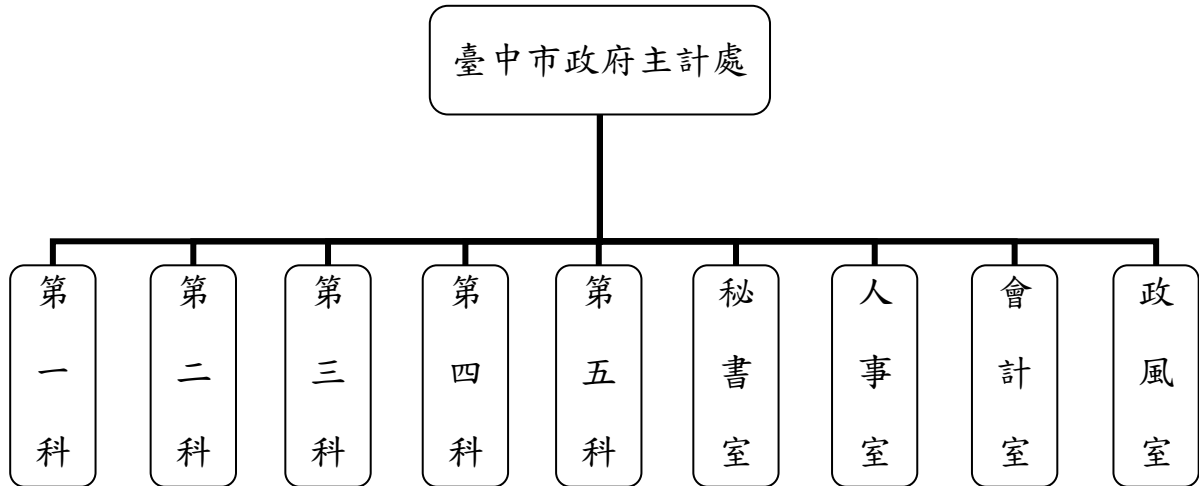 臺中市政府主計處
第一科
第二科
第三科
第四科
第五科
秘書室
人事室
會計室
政風室